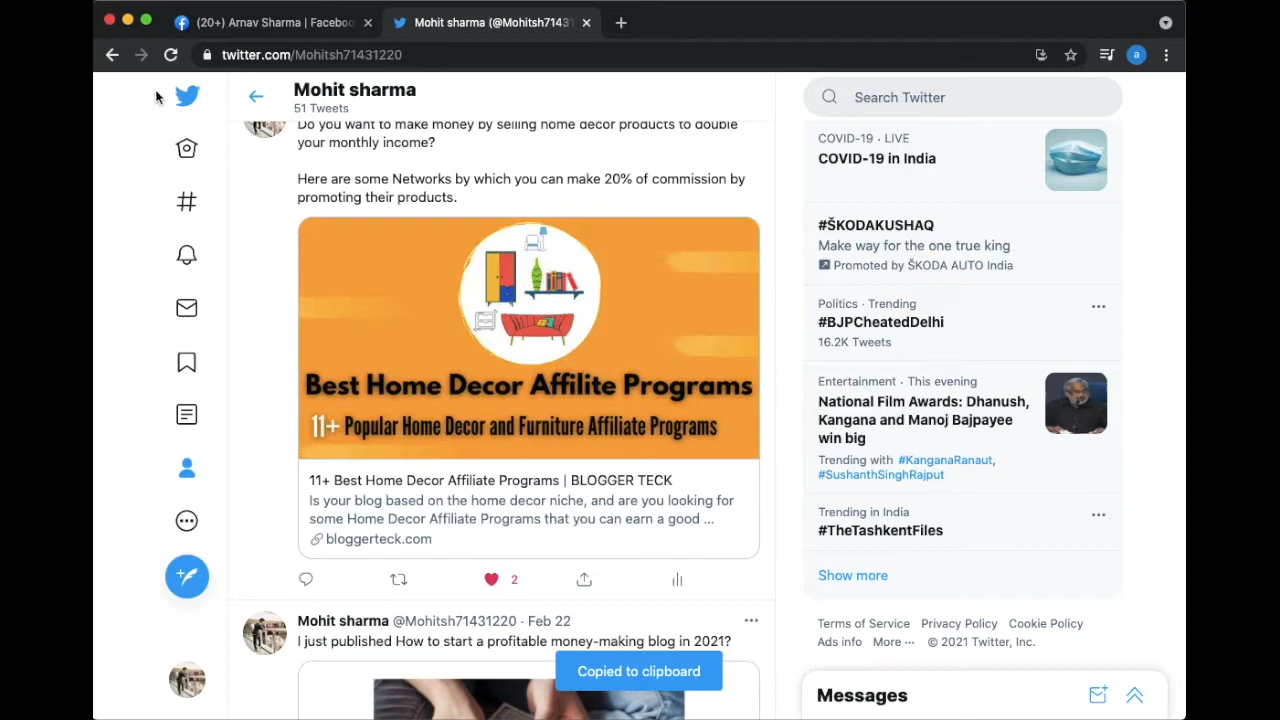 (20+) Arnav Sharma | Faceboo
Mohit sharma (@Mohitsh7143
twitter.com/Mohitsh71431220
a
Mohit sharma
51 Tweets
Search Twitter
Do you want to make money by selling home decor products to double
your monthly income?
Here are some Networks by which you can make 20% of commission by
promoting their products.
Best Home Decor Affilite Programs
11+ Popular Home Decor and Furniture Affiliate Programs
11+ Best Home Decor Affiliate Programs | BLOGGER TECK
Is your blog based on the home decor niche, and are you looking for
some Home Decor Affiliate Programs that you can earn a good ...
bloggerteck.com
2
Mohit sharma @Mohitsh71431220 · Feb 22
I just published How to start a profitable money-making blog in 2021?
Copied to clipboard
COVID-19 · LIVE
COVID-19 in India
#ŠKODAKUSHAQ
Make way for the one true king
Promoted by ŠKODA AUTO India
Politics · Trending
#BJPCheatedDelhi
16.2K Tweets
Entertainment · This evening
National Film Awards: Dhanush,
Kangana and Manoj Bajpayee
win big
Trending with #KanganaRanaut,
#SushanthSinghRajput
Trending in India
#TheTashkentFiles
Show more
Terms of Service Privacy Policy Cookie Policy
Ads info More ··· © 2021 Twitter, Inc.
Messages